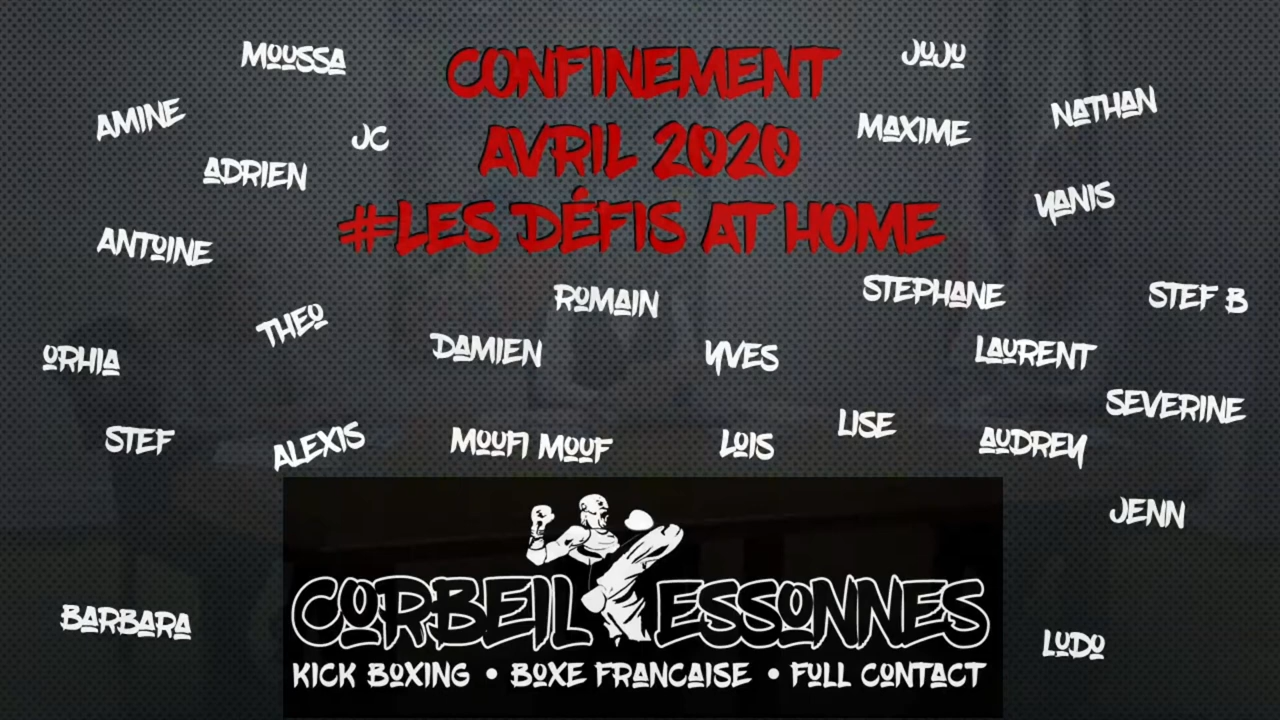 MOUSSA
CONFINEMENT
JUJU
AMINE
JC
AVRIL 2020
MAXIME
NATHAN
ADRIEN
#LES DÉFIS AT HOME
YANIS
ANTOINE
ROMAIN
STEPHANE
STEF B
THEO
ORHIA
DAMIEN
YVES
LAURENT
SEVERINE
STEF
ALEXIS
MOUFI MOUF
LOIS
LISE
AUDREY
JENN
CORBEIL ESSONNES
BARBARA
LUDO
KICK BOXING • BOXE FRANCAISE • FULL CONTACT